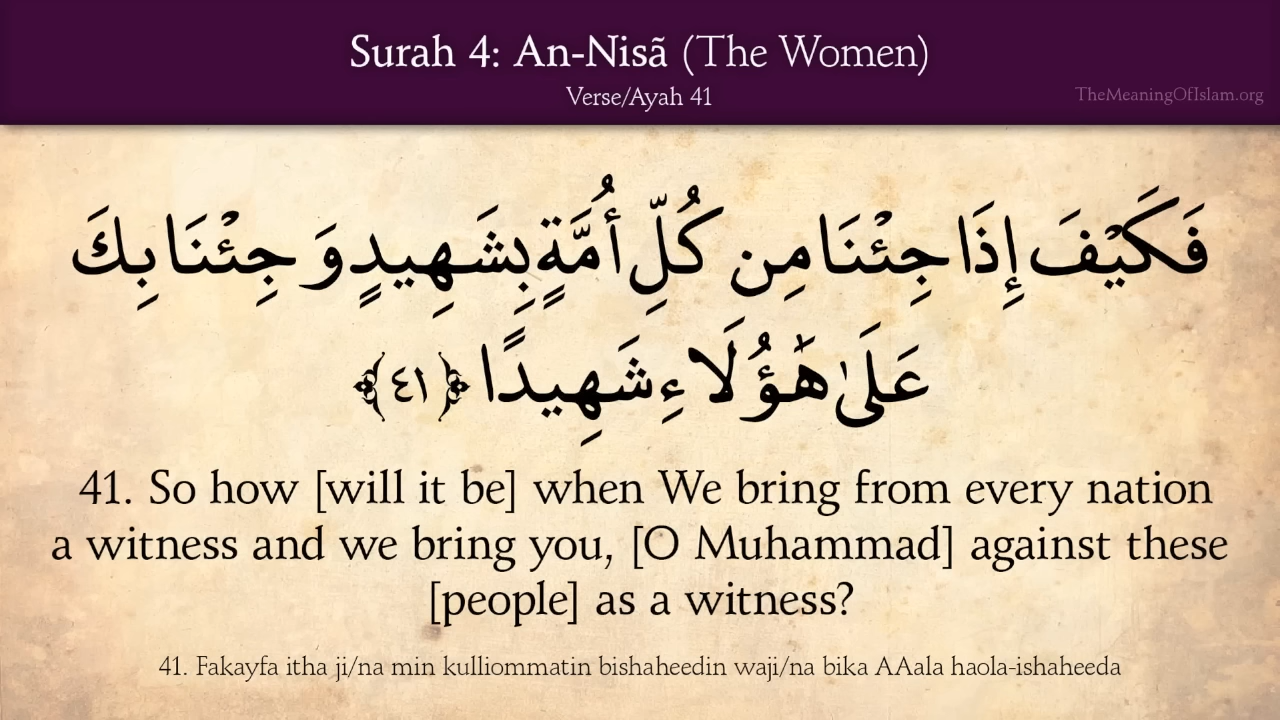 Surah 4: An-Nisã (The Women)
Verse/Ayah 41
TheMeaningOfIslam.org
فَكَيْفَ إِذَا جِئْنَا مِن كُلِّ أُمَّةٍ بِشَهِيدٍ وَ جِئْنَا بِكَ
عَلَىٰ هَٰؤُلَاءِ شَهِيدًا ﴿٤١﴾
41. So how [will it be] when We bring from every nation
a witness and we bring you, [O Muhammad] against these
[people] as a witness?
41. Fakayfa itha ji/na min kulliommatin bishaheedin waji/na bika AAala haola-ishaheeda